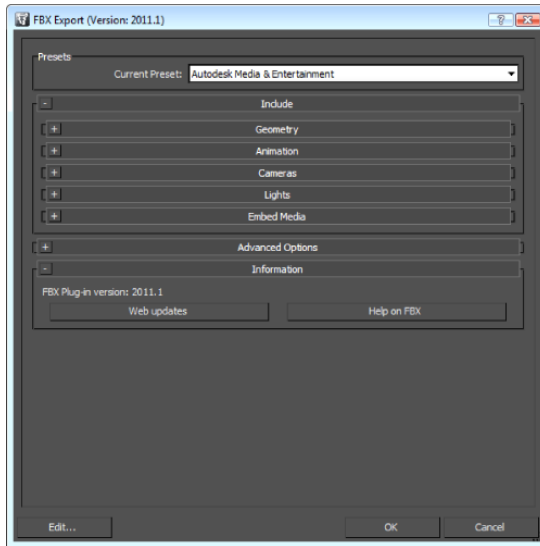 FBX Export (Version: 2011.1)
Presets
Current Preset: Autodesk Media & Entertainment
- Include
+ Geometry
+ Animation
+ Cameras
+ Lights
+ Embed Media
+ Advanced Options
- Information
FBX Plug-in version: 2011.1
Web updates Help on FBX
Edit... OK Cancel